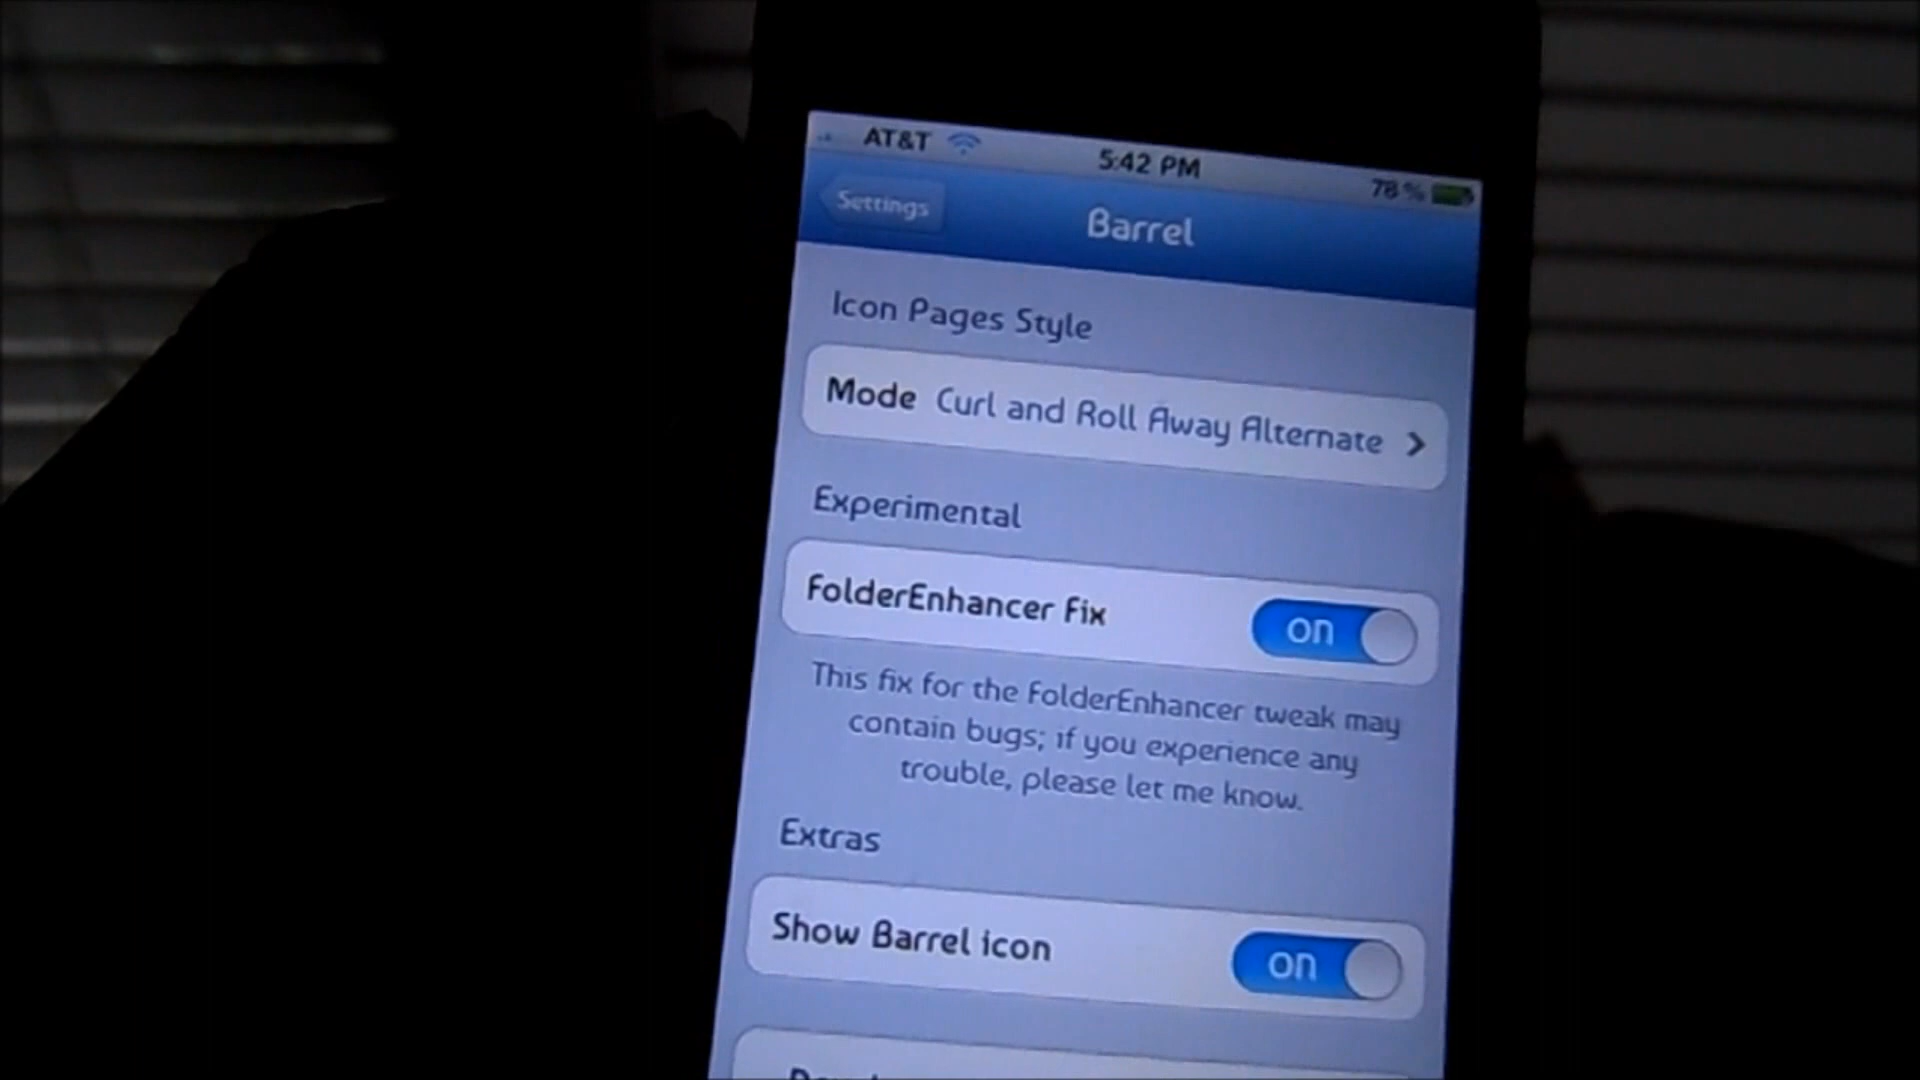 AT&T 5:42 PM 78%
Settings Barrel
Icon Pages Style
Mode Curl and Roll Away Alternate
Experimental
FolderEnhancer Fix ON
This fix for the FolderEnhancer tweak may
contain bugs; if you experience any
trouble, please let me know.
Extras
Show Barrel icon ON